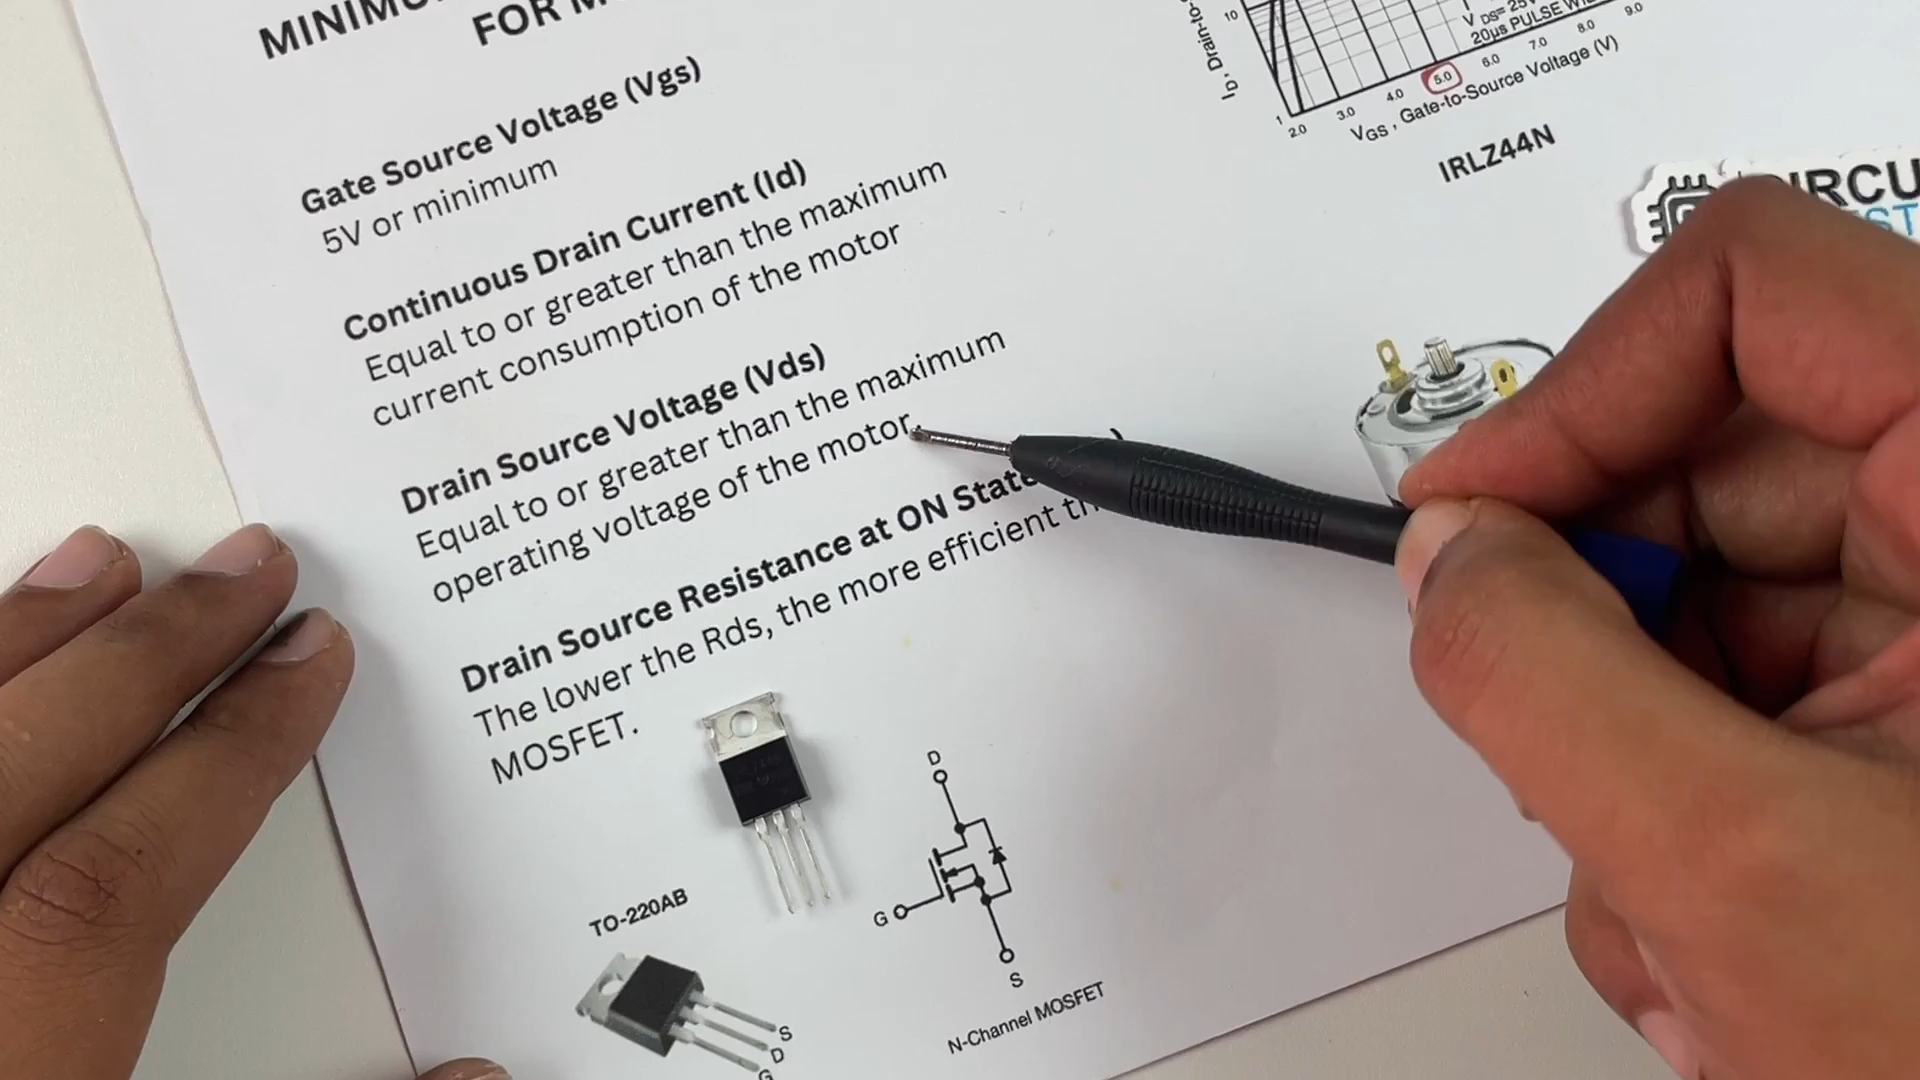 FOR
Gate Source Voltage (Vgs)
5V or minimum
Continuous Drain Current (Id)
Equal to or greater than the maximum
current consumption of the motor
Drain Source Voltage (Vds)
Equal to or greater than the maximum
operating voltage of the motor
Drain Source Resistance at ON State
The lower the Rds, the more efficient
MOSFET.
TO-220AB
S
D
G
D
G
S
N-Channel MOSFET
10
1
2.0
3.0
4.0
5.0
6.0
7.0
8.0
9.0
VDS= 25V
20µs PULSE
VGS , Gate-to-Source Voltage (V)
IRLZ44N